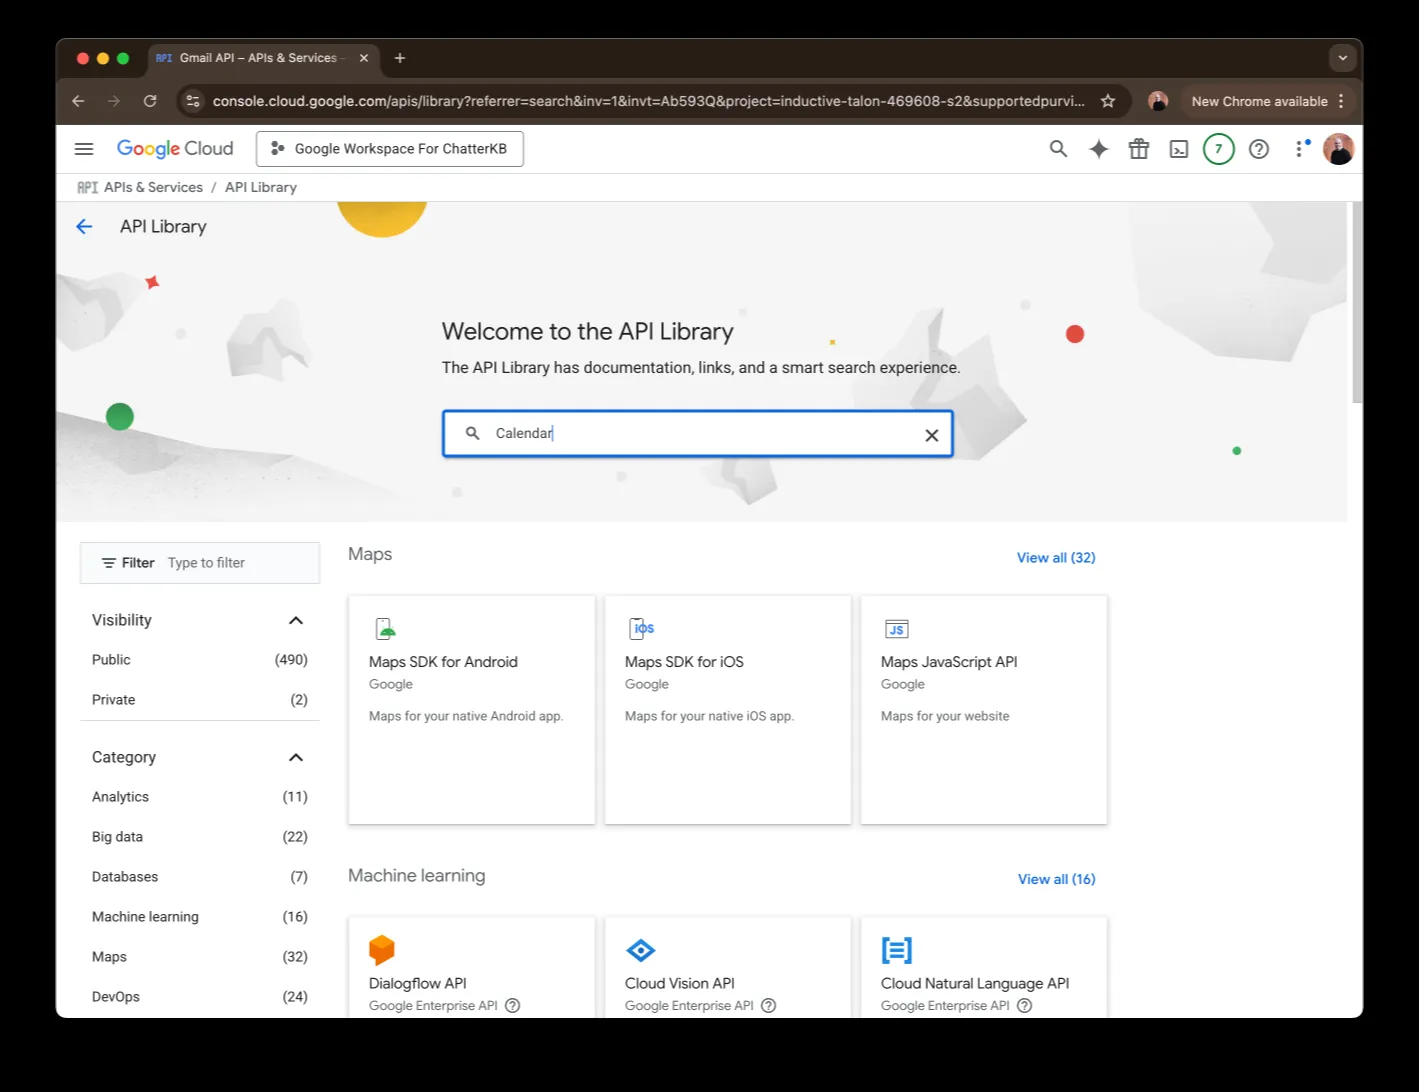 API Gmail API – APIs & Services –
console.cloud.google.com/apis/library?referrer=search&inv=1&invt=Ab593Q&project=inductive-talon-469608-s2&supportedpurvi...
New Chrome available
Google Cloud
Google Workspace For ChatterKB
7
API APIs & Services / API Library
API Library
Welcome to the API Library
The API Library has documentation, links, and a smart search experience.
Calendar
Filter Type to filter
Visibility
Public (490)
Private (2)
Category
Analytics (11)
Big data (22)
Databases (7)
Machine learning (16)
Maps (32)
DevOps (24)
Maps
View all (32)
Maps SDK for Android
Google
Maps for your native Android app.
iOS
Maps SDK for iOS
Google
Maps for your native iOS app.
JS
Maps JavaScript API
Google
Maps for your website
Machine learning
View all (16)
Dialogflow API
Google Enterprise API
Cloud Vision API
Google Enterprise API
Cloud Natural Language API
Google Enterprise API